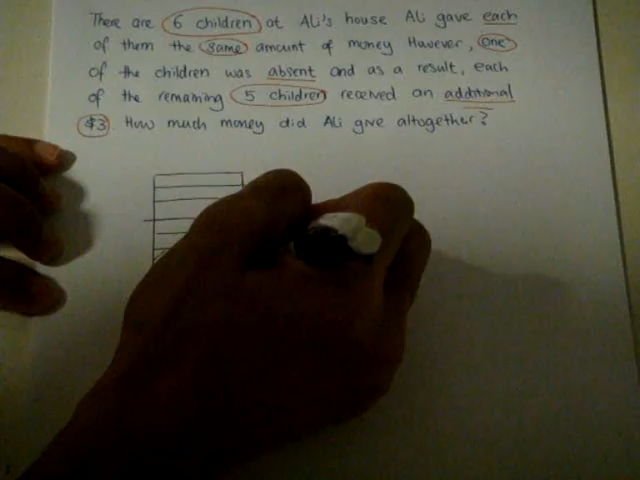 There are 6 children at Ali's house Ali gave each
of them the same amount of money However, one
of the children was absent and as a result, each
of the remaining 5 children received an additional
$3. How much money did Ali give altogether?